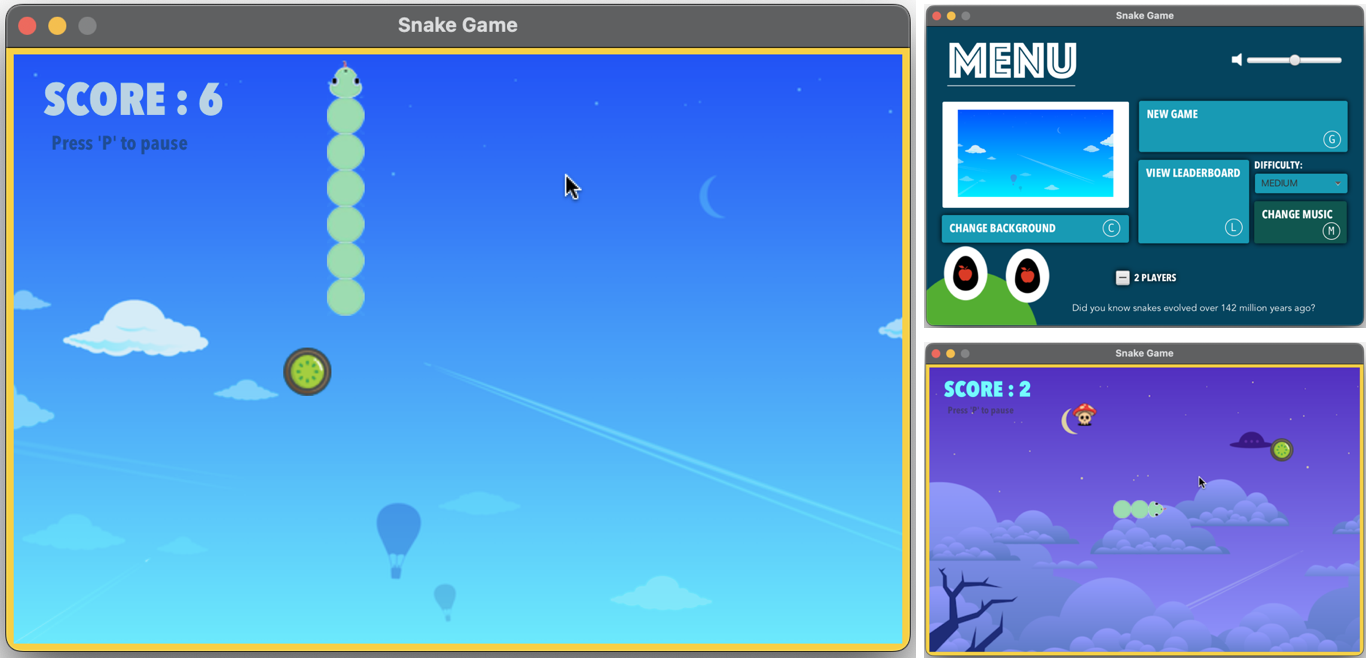 Snake Game
SCORE : 6
Press 'P' to pause
Snake Game
MENU
NEW GAME
G
VIEW LEADERBOARD
L
DIFFICULTY:
MEDIUM
CHANGE MUSIC
M
CHANGE BACKGROUND
C
2 PLAYERS
Did you know snakes evolved over 142 million years ago?
Snake Game
SCORE : 2
Press 'P' to pause